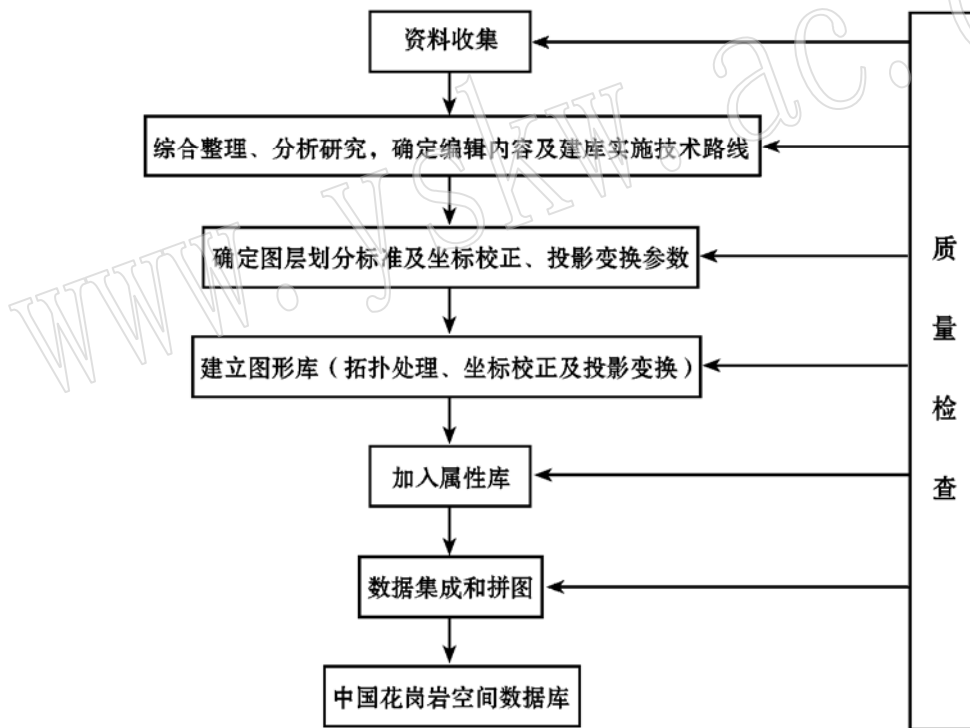 资料收集
综合整理、分析研究，确定编辑内容及建库实施技术路线
确定图层划分标准及坐标校正、投影变换参数
建立图形库（拓扑处理、坐标校正及投影变换）
加入属性库
数据集成和拼图
中国花岗岩空间数据库
质
量
检
查
www.yskw.ac.c